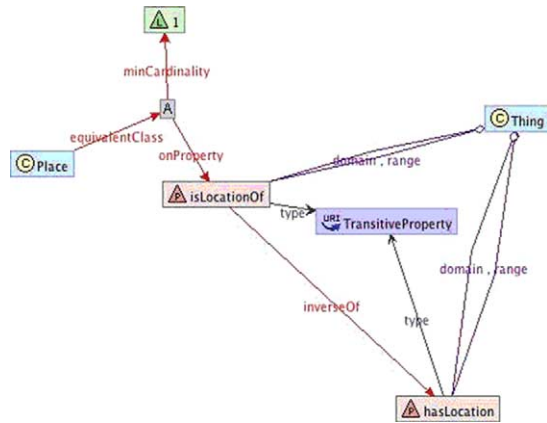 L 1
minCardinality
A
C Thing
equivalentClass
onProperty
domain , range
C Place
P isLocationOf
type
URI TransitiveProperty
domain , range
inverseOf
type
P hasLocation